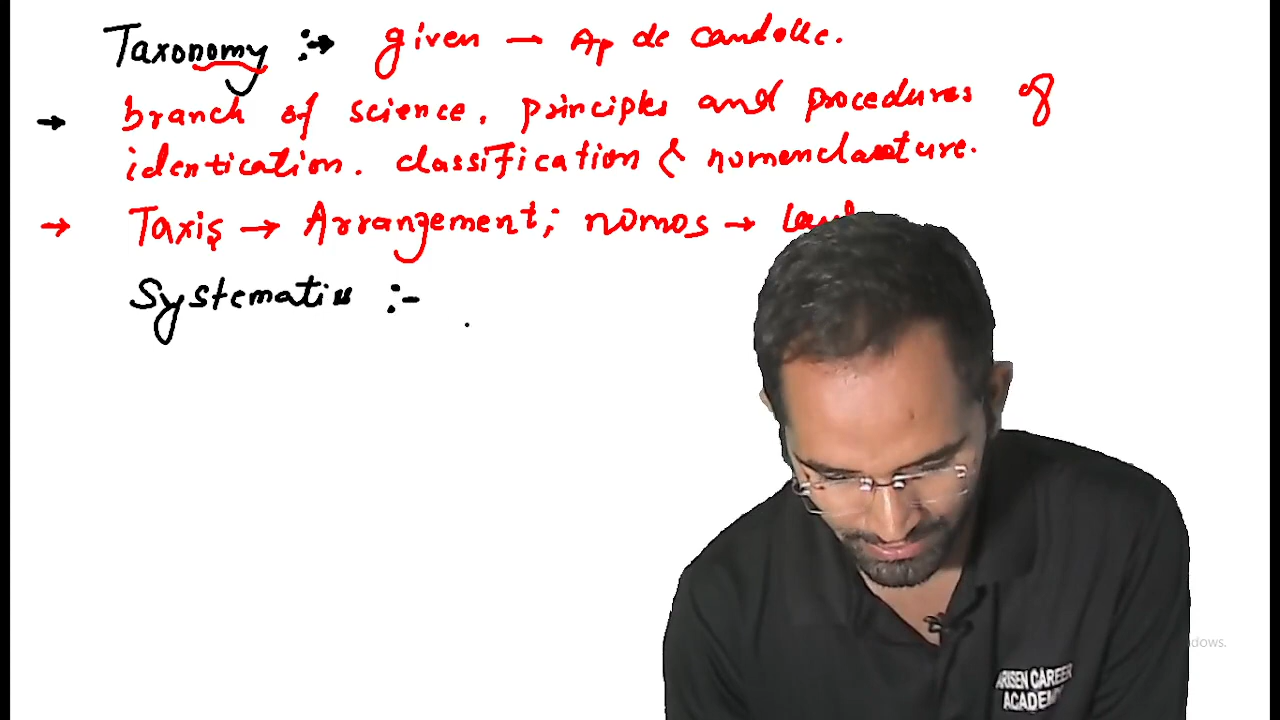 Taxonomy :→ given → Ap de candolle.
→ branch of science, principles and procedures of
identication. classification & nomenclature.
→ Taxis → Arrangement; nomos →
Systematis :-
ARISEN CAREER
ACADEMY